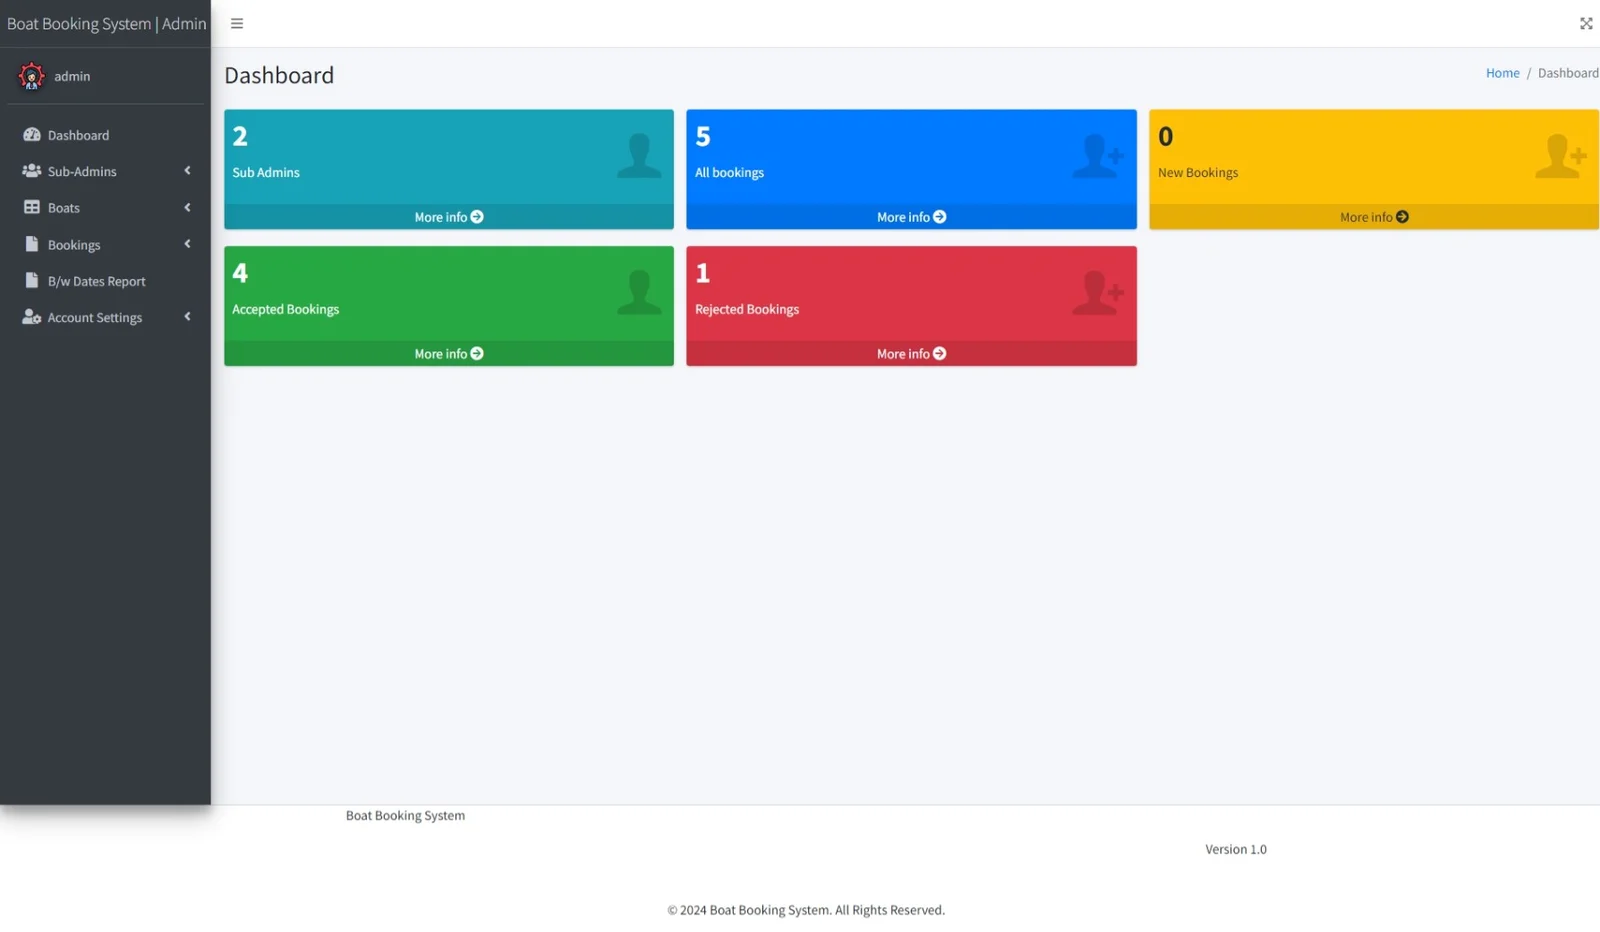 Boat Booking System | Admin
admin
Dashboard
Sub-Admins
Boats
Bookings
B/w Dates Report
Account Settings
Dashboard
Home / Dashboard
2
Sub Admins
More info
5
All bookings
More info
0
New Bookings
More info
4
Accepted Bookings
More info
1
Rejected Bookings
More info
Boat Booking System
Version 1.0
© 2024 Boat Booking System. All Rights Reserved.